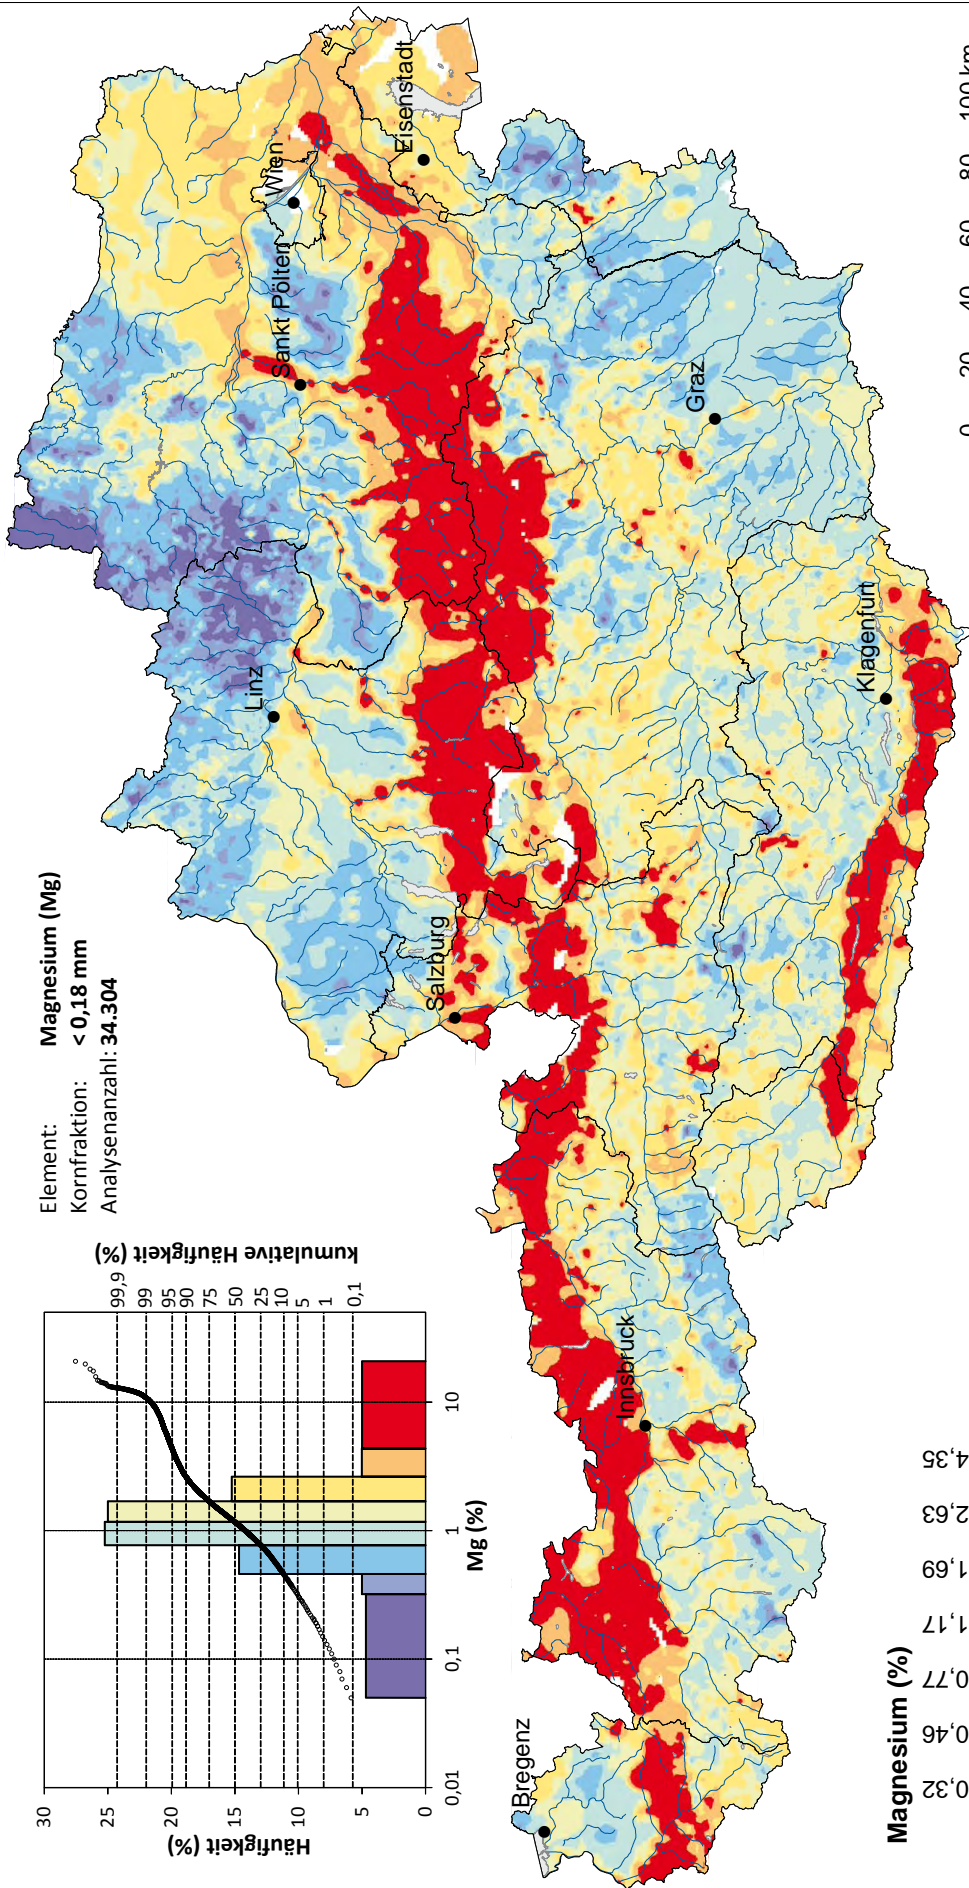 Element: Magnesium (Mg)
Kornfraktion: < 0,18 mm
Analysenanzahl: 34.304
Häufigkeit (%)
30
25
20
15
10
5
0
kumulative Häufigkeit (%)
99,9
99
95
90
75
50
25
10
5
1
0,1
0,01
0,1
1
10
Mg (%)
Linz
Sankt Pölten
Wien
Eisenstadt
Salzburg
Bregenz
Innsbruck
Graz
Klagenfurt
Magnesium (%)
0,32
0,46
0,77
1,17
1,69
2,63
4,35
0
20
40
60
80
100 km